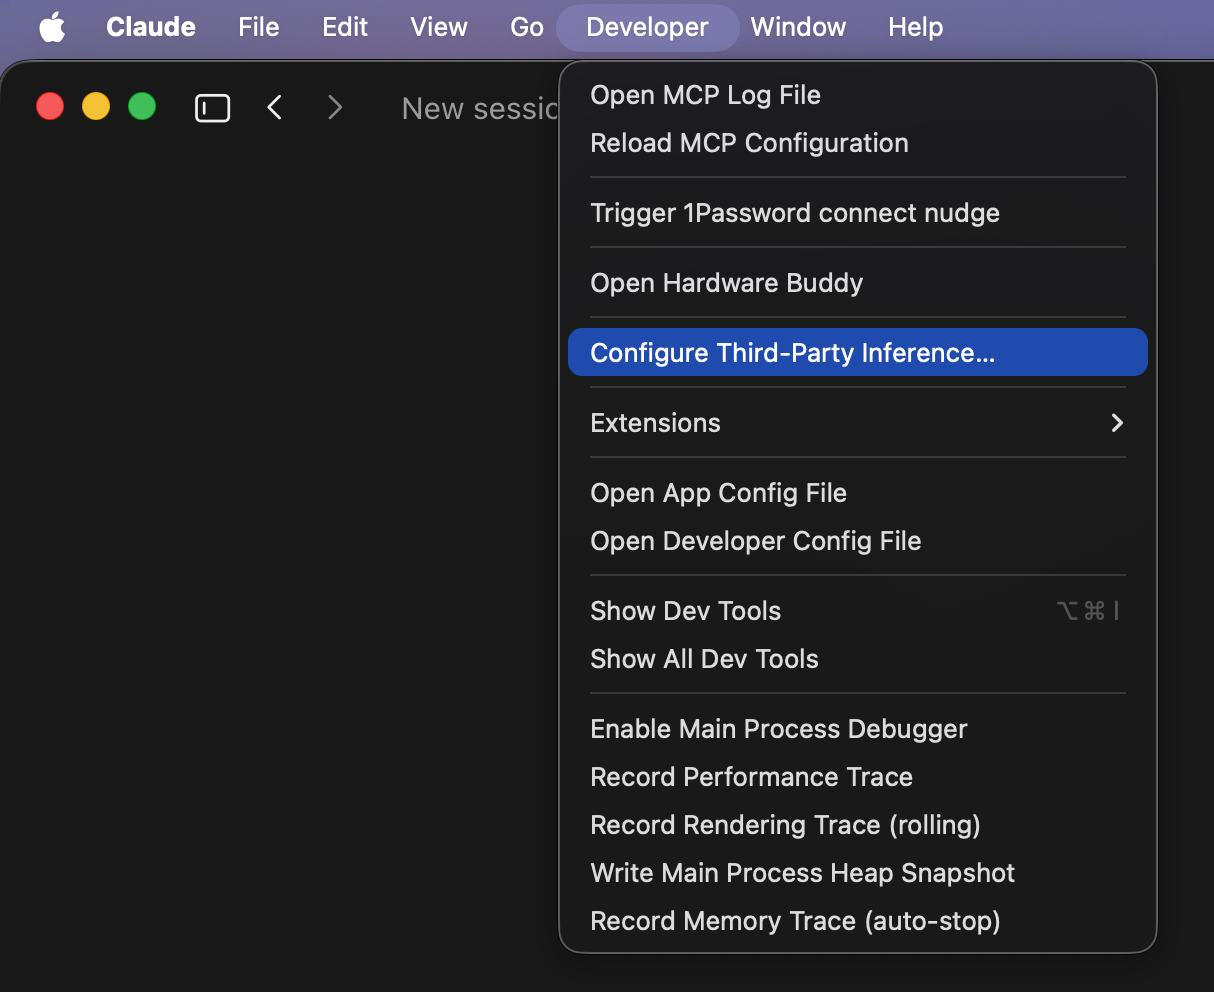 Claude File Edit View Go Developer Window Help
New sessio
Open MCP Log File
Reload MCP Configuration
Trigger 1Password connect nudge
Open Hardware Buddy
Configure Third-Party Inference...
Extensions
Open App Config File
Open Developer Config File
Show Dev Tools ⌥⌘I
Show All Dev Tools
Enable Main Process Debugger
Record Performance Trace
Record Rendering Trace (rolling)
Write Main Process Heap Snapshot
Record Memory Trace (auto-stop)